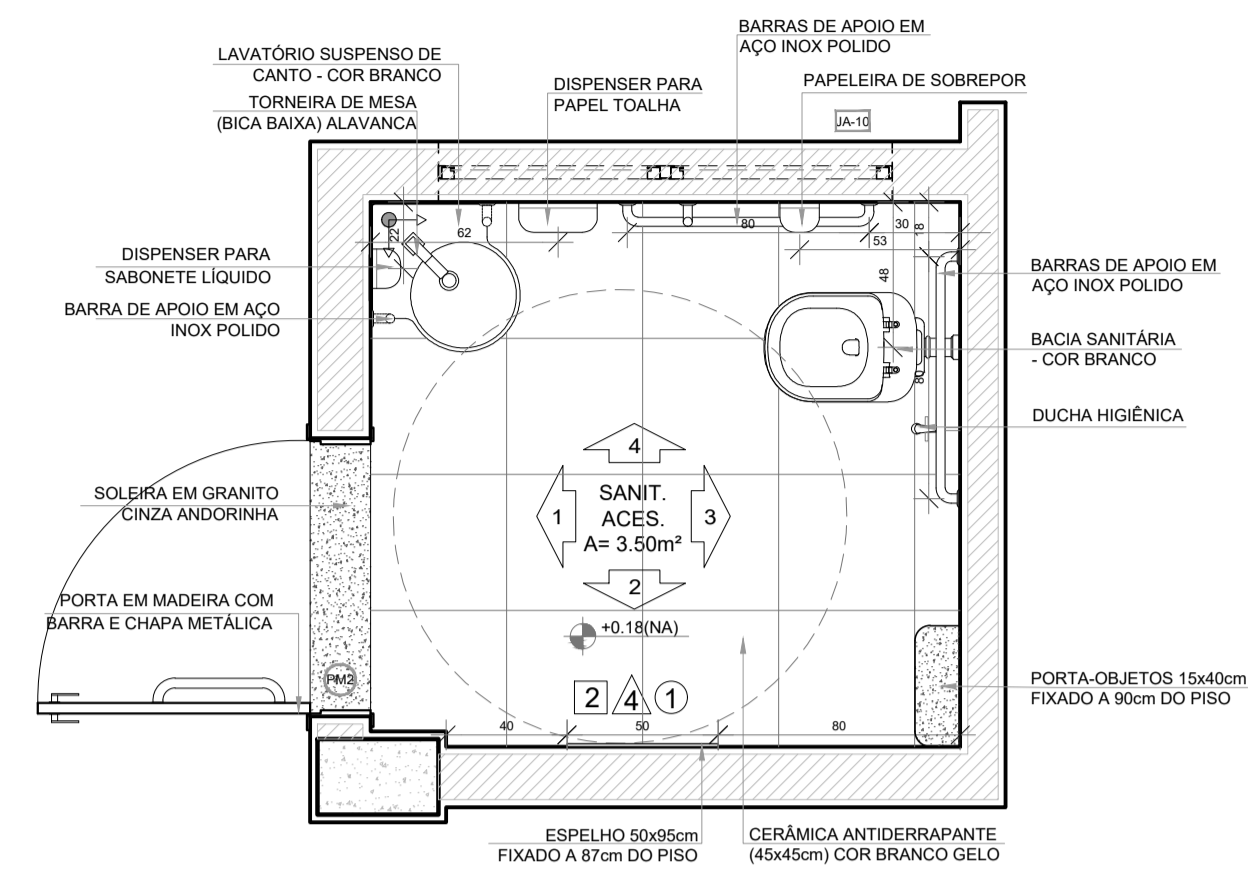 BARRAS DE APOIO EM
AÇO INOX POLIDO
LAVATÓRIO SUSPENSO DE
CANTO - COR BRANCO
TORNEIRA DE MESA
(BICA BAIXA) ALAVANCA
DISPENSER PARA
PAPEL TOALHA
PAPELEIRA DE SOBREPOR
JA-10
22
62
80
30
18
53
48
80
DISPENSER PARA
SABONETE LÍQUIDO
BARRA DE APOIO EM AÇO
INOX POLIDO
BARRAS DE APOIO EM
AÇO INOX POLIDO
BACIA SANITÁRIA
- COR BRANCO
DUCHA HIGIÊNICA
SOLEIRA EM GRANITO
CINZA ANDORINHA
4
1
SANIT.
ACES.
A= 3.50m²
3
2
+0.18(NA)
PORTA EM MADEIRA COM
BARRA E CHAPA METÁLICA
PM2
2 4 1
PORTA-OBJETOS 15x40cm
FIXADO A 90cm DO PISO
40
50
80
ESPELHO 50x95cm
FIXADO A 87cm DO PISO
CERÂMICA ANTIDERRAPANTE
(45x45cm) COR BRANCO GELO